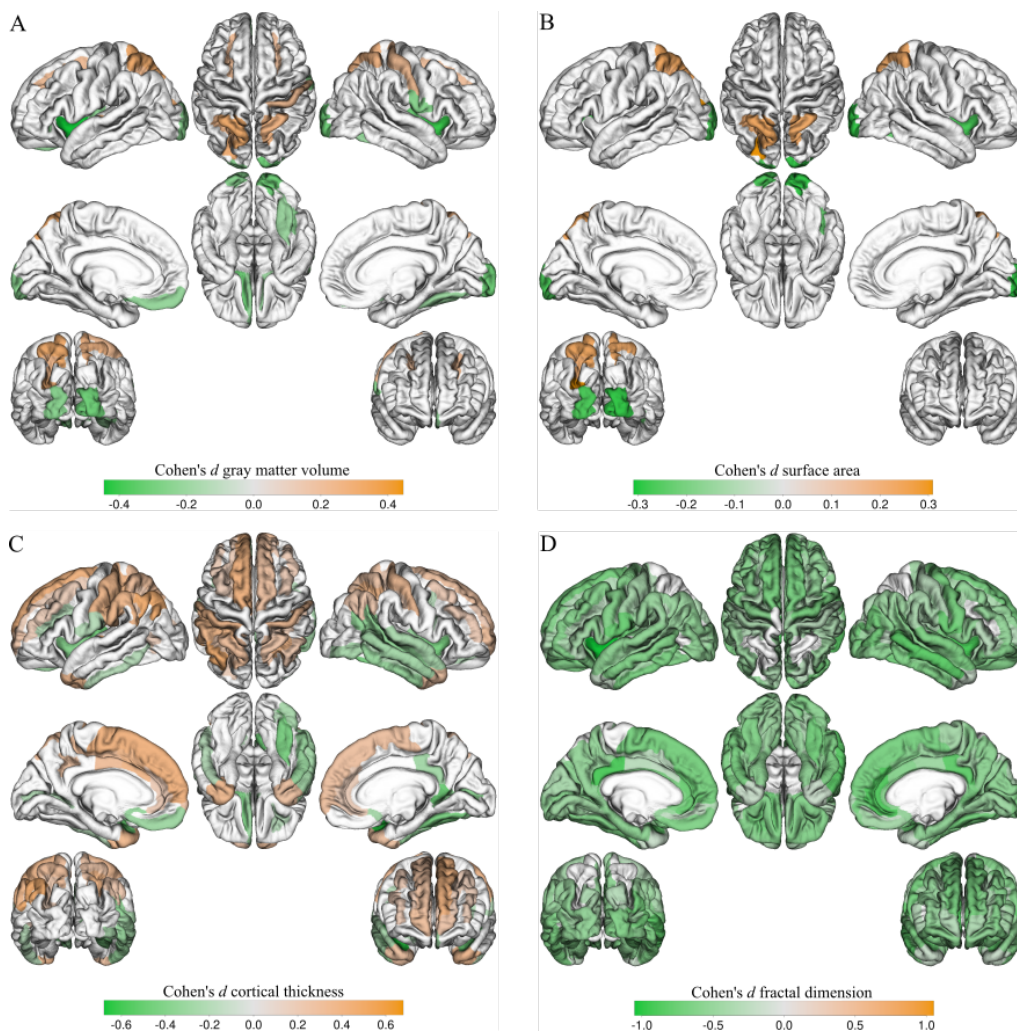 A
B
Cohen's d gray matter volume
-0.4 -0.2 0.0 0.2 0.4
Cohen's d surface area
-0.3 -0.2 -0.1 0.0 0.1 0.2 0.3
C
D
Cohen's d cortical thickness
-0.6 -0.4 -0.2 0.0 0.2 0.4 0.6
Cohen's d fractal dimension
-1.0 -0.5 0.0 0.5 1.0